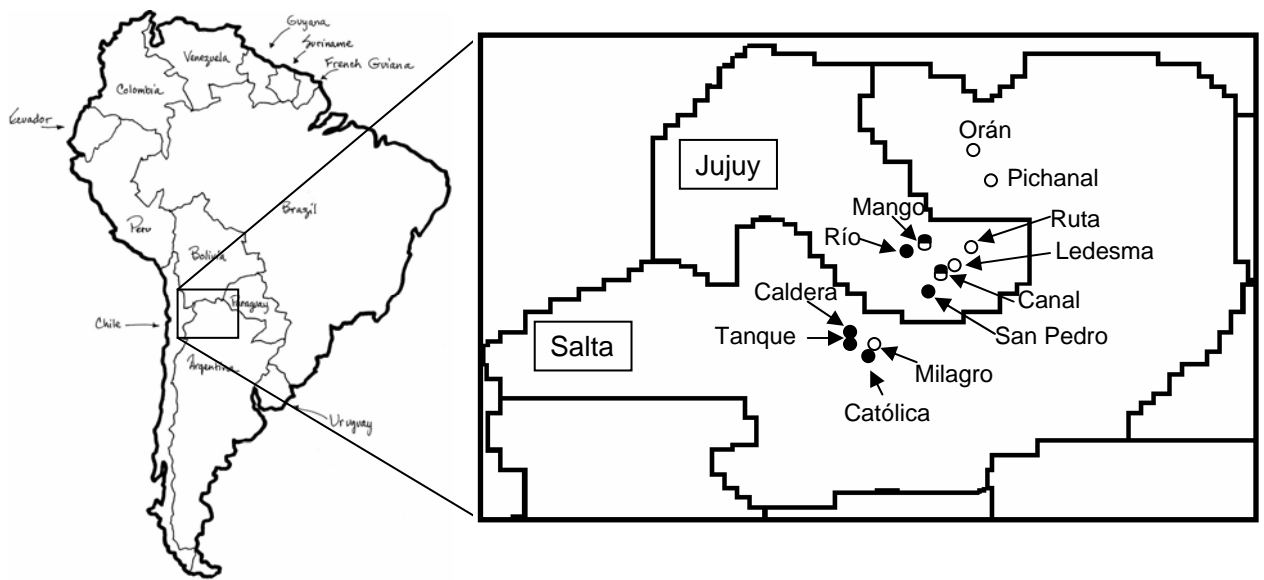 Guyana
Suriname
French Guiana
Venezuela
Colombia
Ecuador
Brazil
Peru
Bolivia
Paraguay
Chile
Argentina
Uruguay
Orán
Jujuy
Pichanal
Mango
Ruta
Río
Ledesma
Caldera
Canal
Tanque
San Pedro
Salta
Milagro
Católica